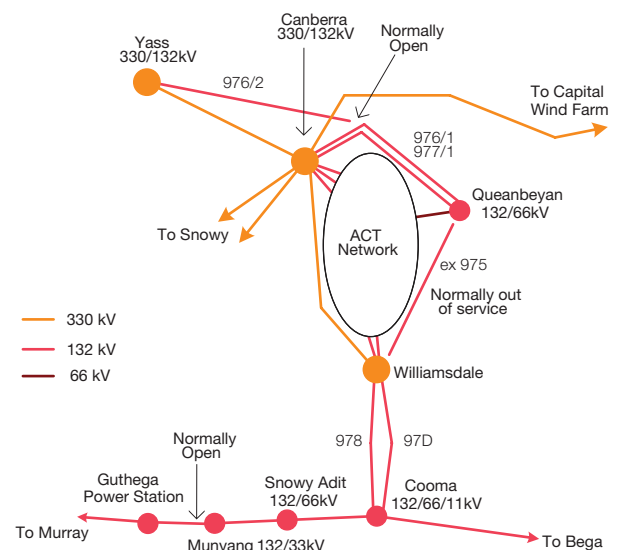 Canberra
330/132kV
Normally
Open
Yass
330/132kV
976/2
To Capital
Wind Farm
976/1
977/1
Queanbeyan
132/66kV
To Snowy
ACT
Network
ex 975
Normally out
of service
330 kV
132 kV
66 kV
Williamsdale
978
97D
Normally
Open
Guthega
Power Station
Snowy Adit
132/66kV
Cooma
132/66/11kV
To Murray
Munyang 132/33kV
To Bega